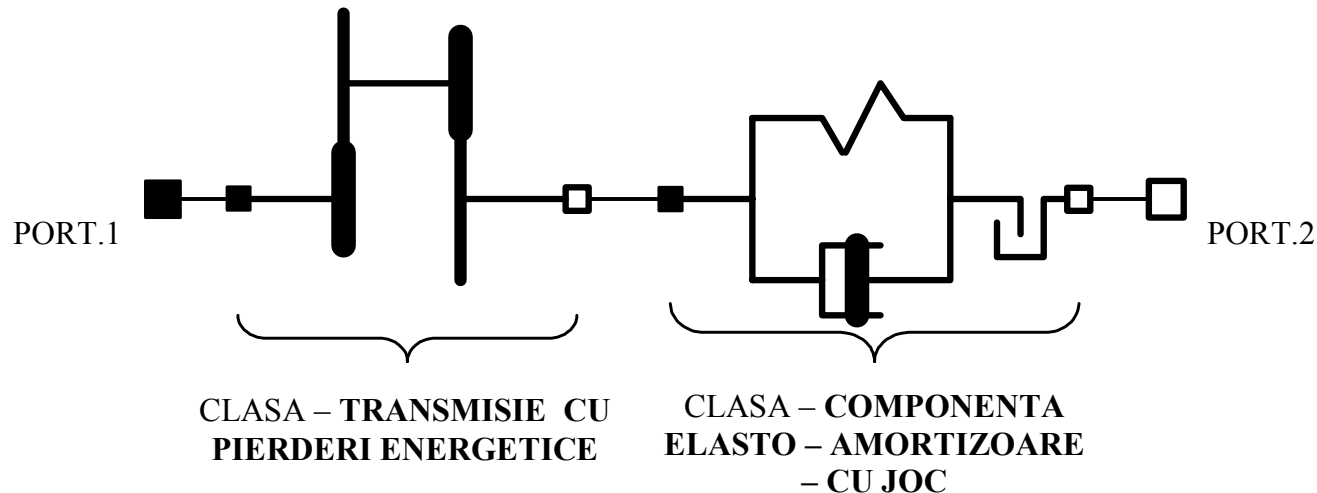 PORT.1
PORT.2
CLASA – TRANSMISIE CU
PIERDERI ENERGETICE
CLASA – COMPONENTA
ELASTO – AMORTIZOARE
– CU JOC